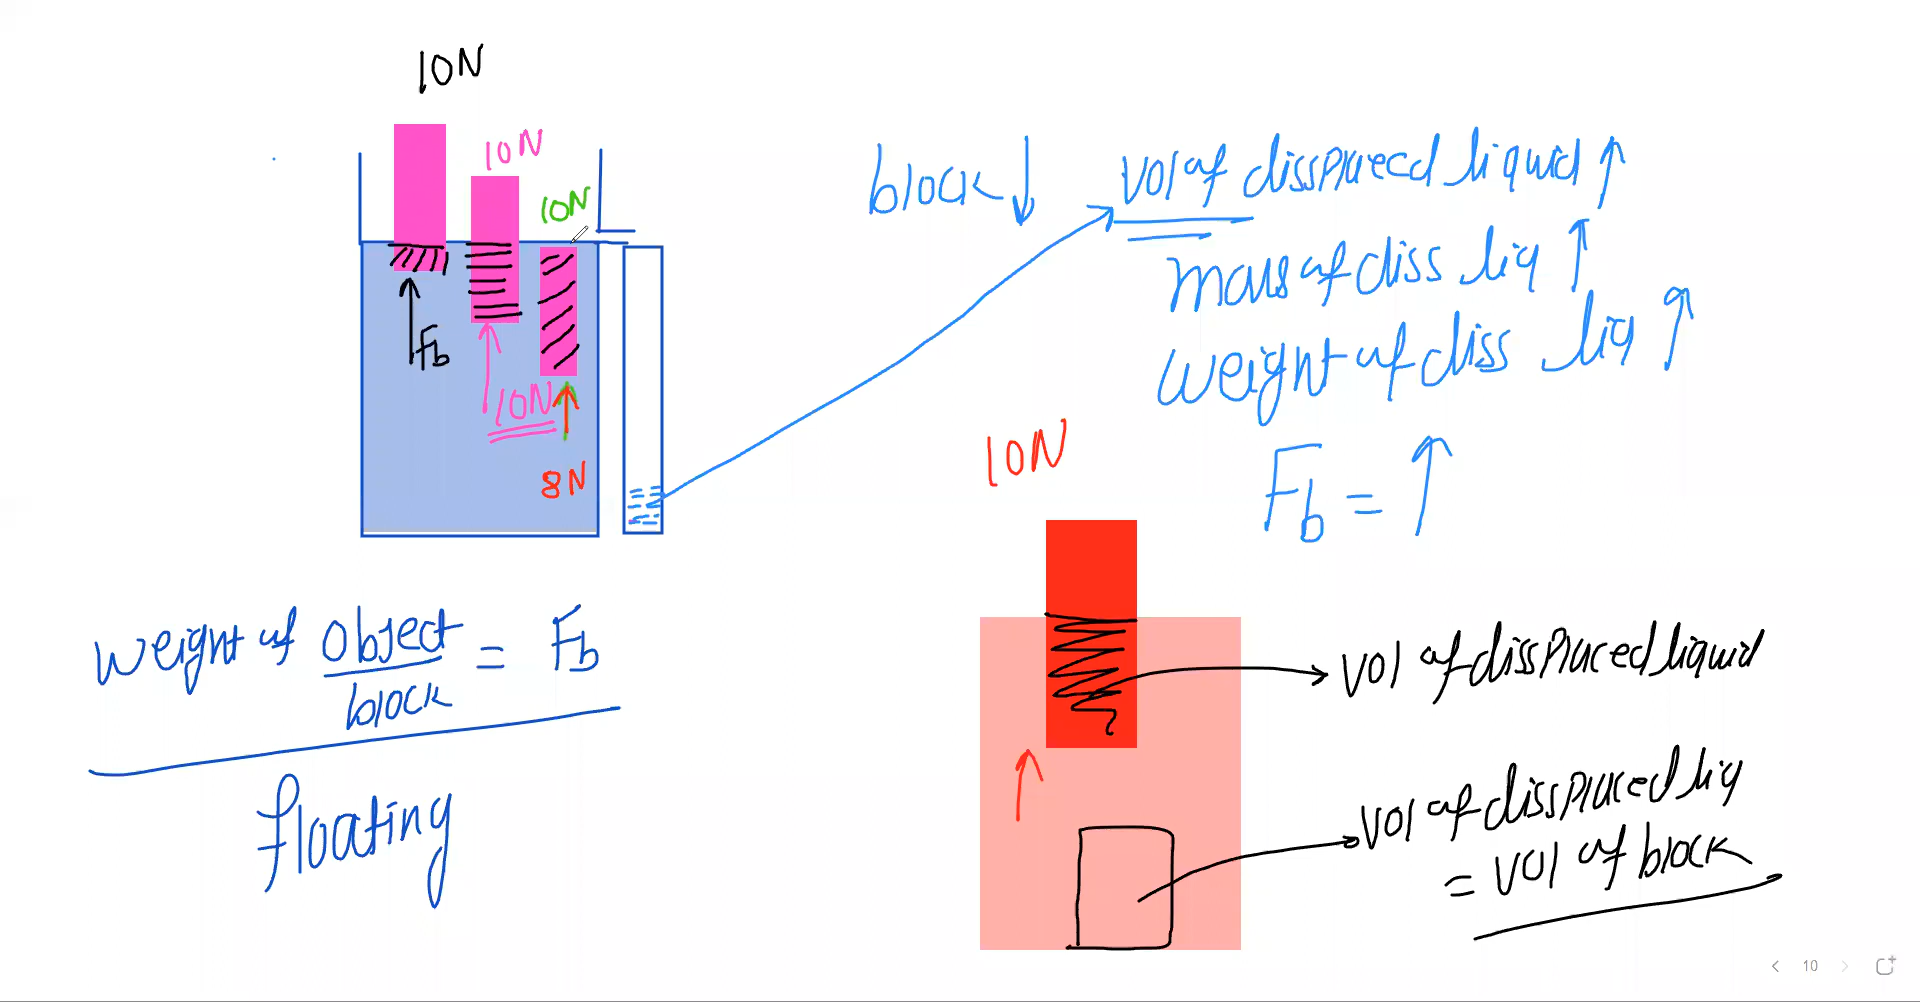 10N
10N
10N
Fb
10N
8N
block ↓ vol of dissplaced liquid ↑
mass of diss liq ↑
weight of diss liq ↑
Fb = ↑
10N
weight of object = Fb
block
floating
vol of dissplaced liquid
vol of dissplaced liq
= vol of block
< 10 >